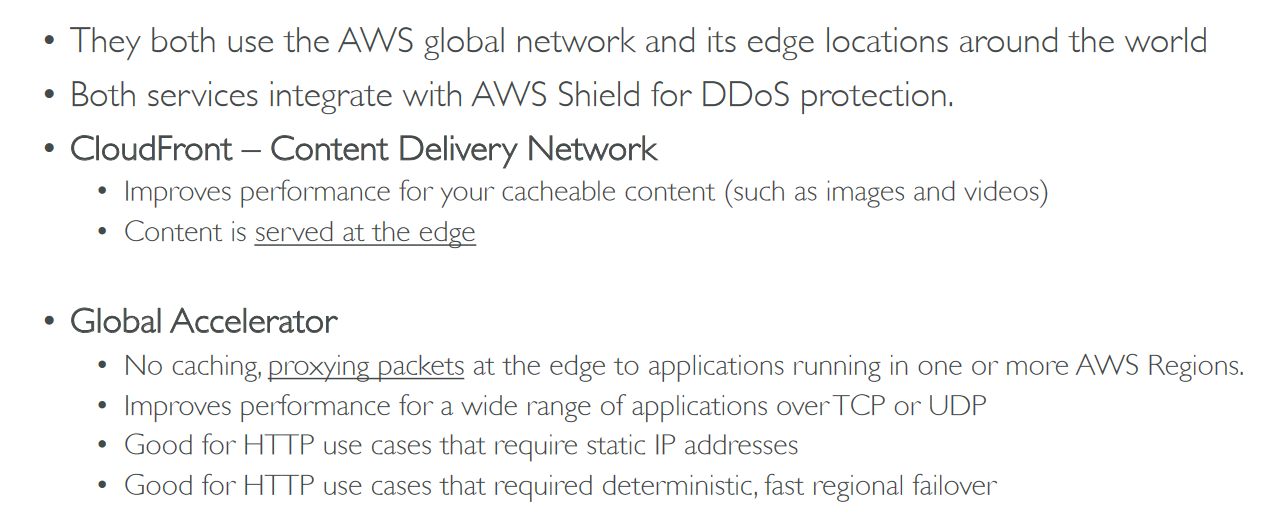 • They both use the AWS global network and its edge locations around the world
• Both services integrate with AWS Shield for DDoS protection.
• CloudFront – Content Delivery Network
• Improves performance for your cacheable content (such as images and videos)
• Content is served at the edge
• Global Accelerator
• No caching, proxying packets at the edge to applications running in one or more AWS Regions.
• Improves performance for a wide range of applications over TCP or UDP
• Good for HTTP use cases that require static IP addresses
• Good for HTTP use cases that required deterministic, fast regional failover